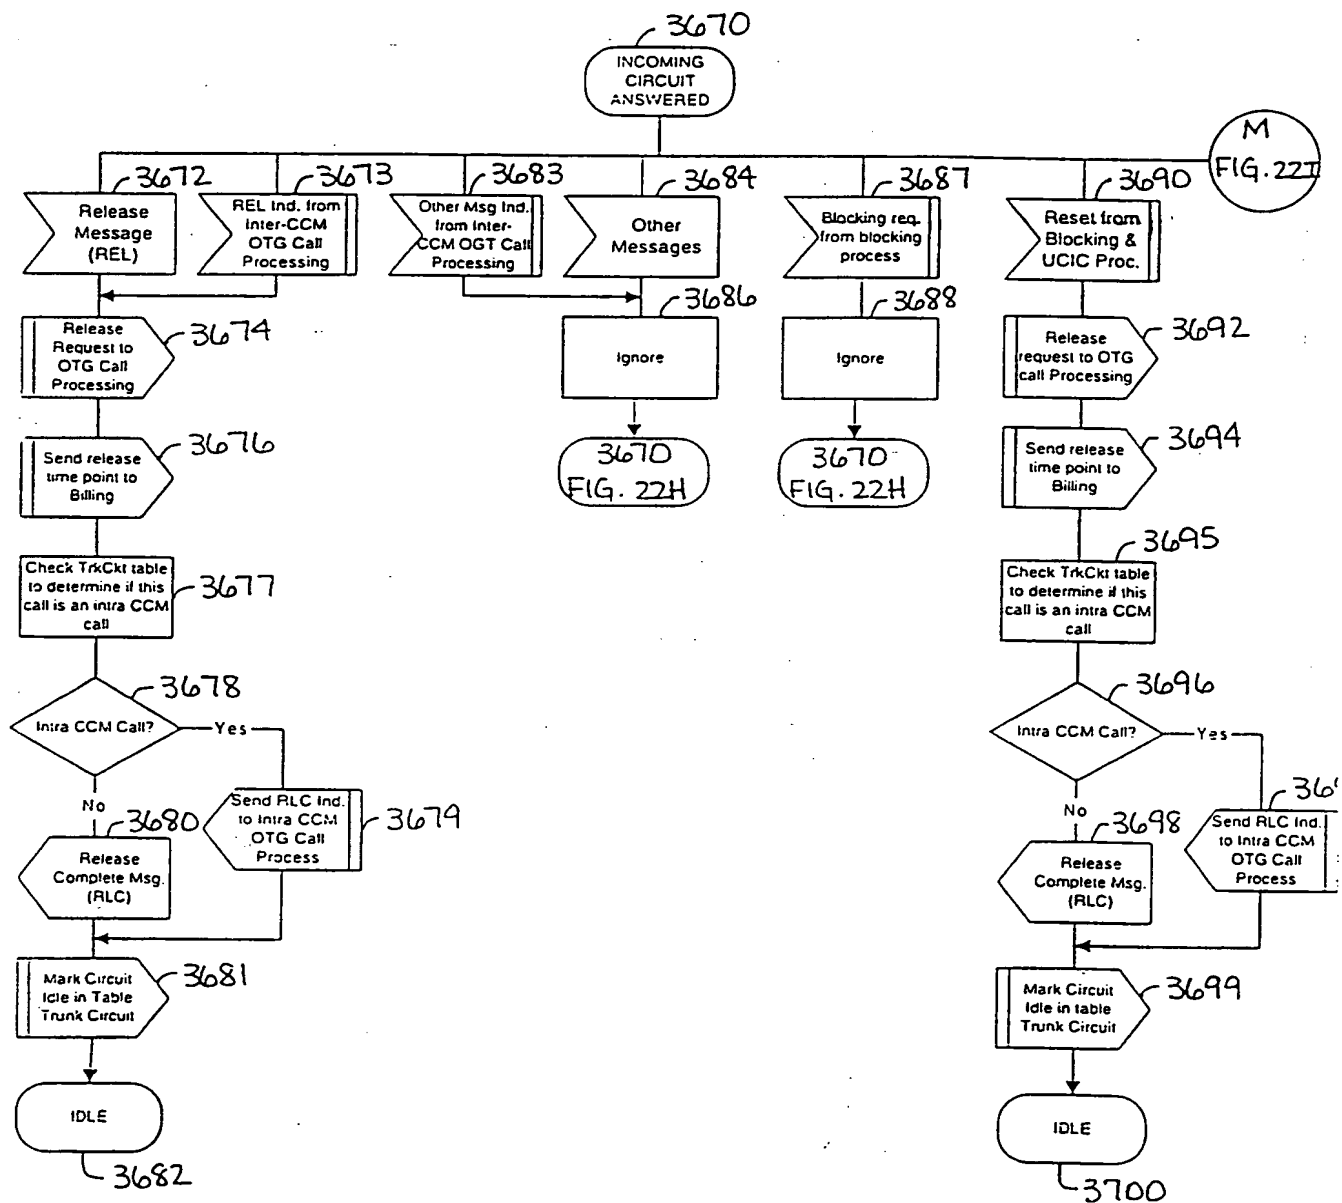 3670
INCOMING
CIRCUIT
ANSWERED
M
FIG. 22I
3672
Release
Message
(REL)
3673
REL Ind. from
Inter-CCM
OTG Call
Processing
3683
Other Msg Ind.
from Inter-
CCM OGT Call
Processing
3684
Other
Messages
3687
Blocking req.
from blocking
process
3690
Reset from
Blocking &
UCIC Proc.
3674
Release
Request to
OTG Call
Processing
3686
Ignore
3688
Ignore
3692
Release
request to OTG
call Processing
3676
Send release
time point to
Billing
3670
FIG. 22H
3670
FIG. 22H
3694
Send release
time point to
Billing
3677
Check TrkCkt table
to determine if this
call is an intra CCM
call
3695
Check TrkCkt table
to determine if this
call is an intra CCM
call
3678
Intra CCM Call?
Yes
No
3696
Intra CCM Call?
Yes
No
3679
Send RLC Ind.
to Intra CCM
OTG Call
Process
3680
Release
Complete Msg.
(RLC)
Send RLC Ind.
to Intra CCM
OTG Call
Process
3698
Release
Complete Msg.
(RLC)
3681
Mark Circuit
Idle in Table
Trunk Circuit
3699
Mark Circuit
Idle in table
Trunk Circuit
IDLE
3682
IDLE
3700